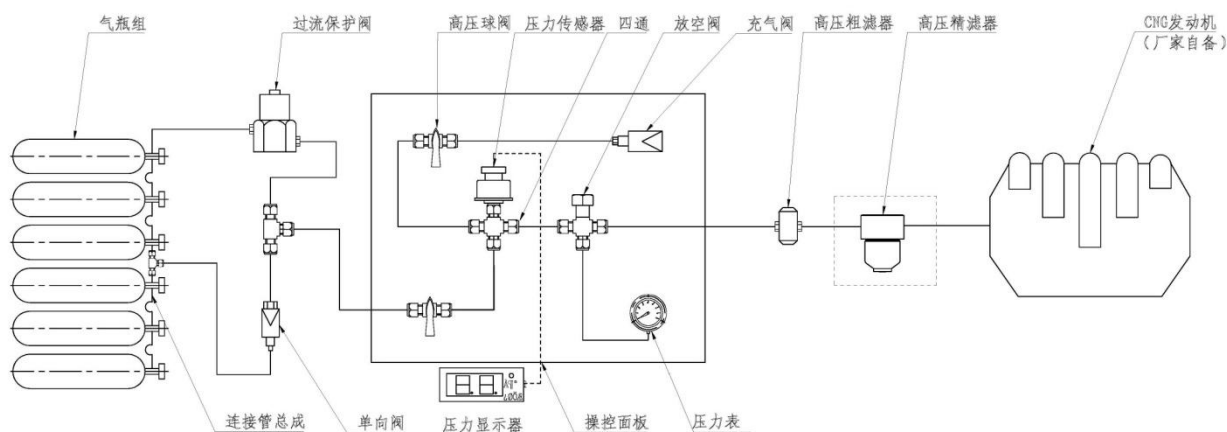 气瓶组
过流保护阀
高压球阀
压力传感器
四通
放空阀
充气阀
高压粗滤器
高压精滤器
CNG发动机
(厂家自备)
连接管总成
单向阀
压力显示器
操控面板
压力表